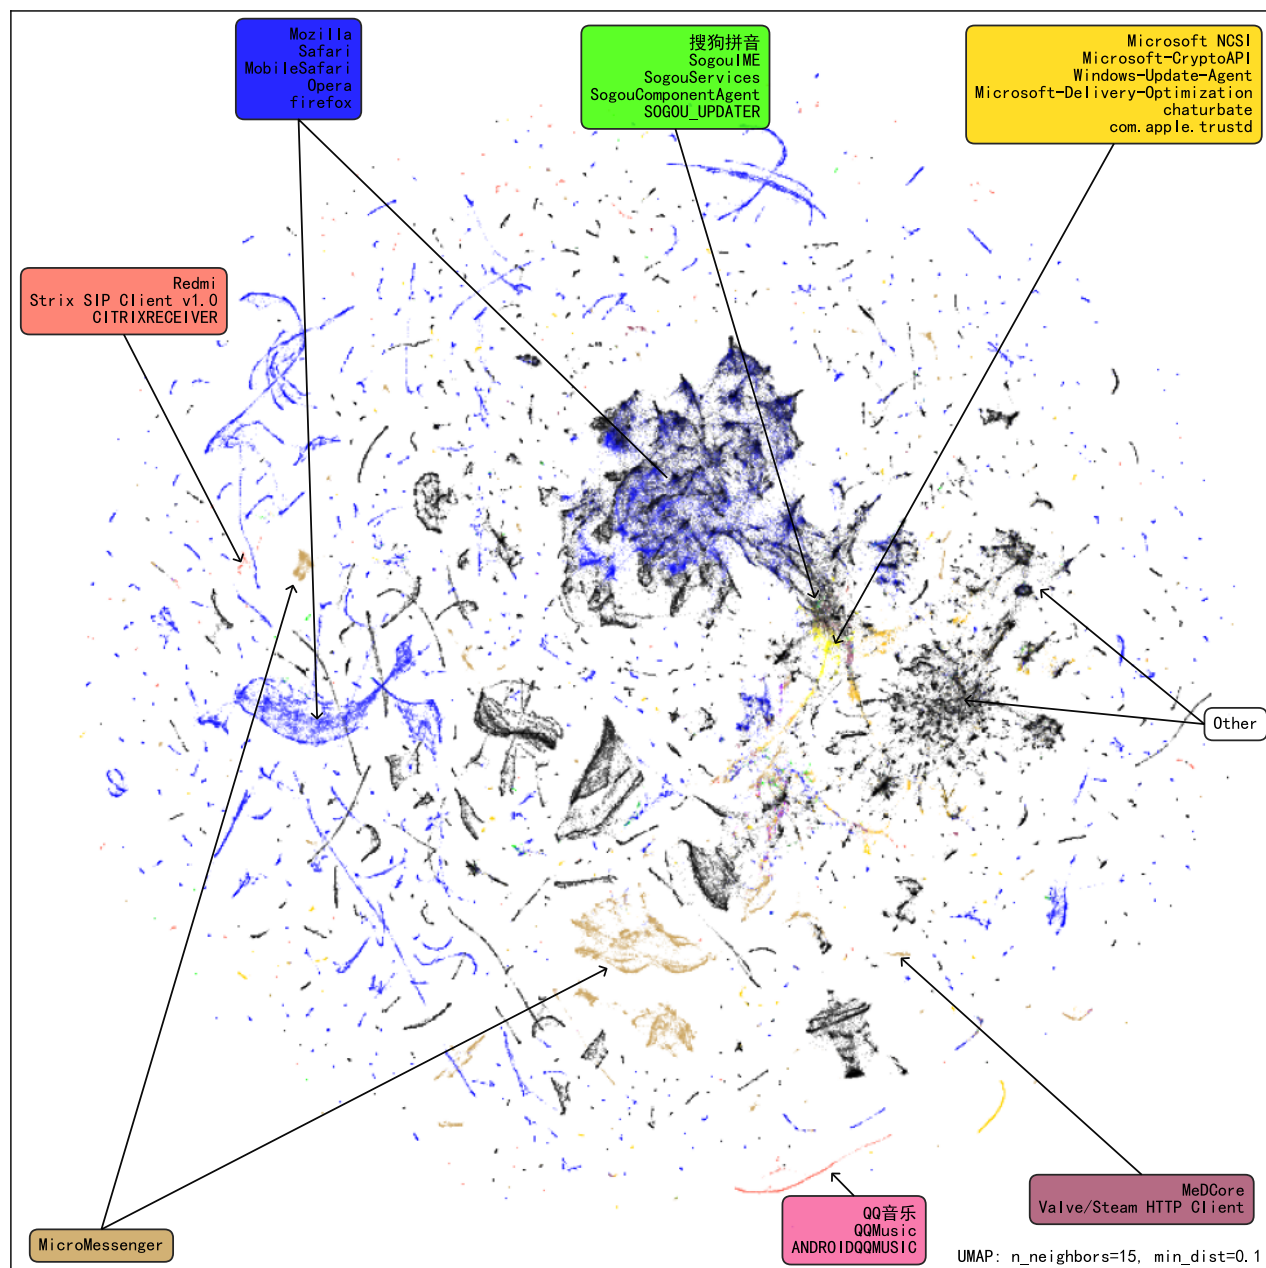 Mozilla
Safari
MobileSafari
Opera
firefox
搜狗拼音
SogouIME
SogouServices
SogouComponentAgent
SOGOU_UPDATER
Microsoft NCSI
Microsoft-CryptoAPI
Windows-Update-Agent
Microsoft-Delivery-Optimization
chaturbate
com.apple.trustd
Redmi
Strix SIP Client v1.0
CITRIXRECEIVER
Other
MeDCore
Valve/Steam HTTP Client
QQ音乐
QQMusic
ANDROIDQQMUSIC
MicroMessenger
UMAP: n_neighbors=15, min_dist=0.1